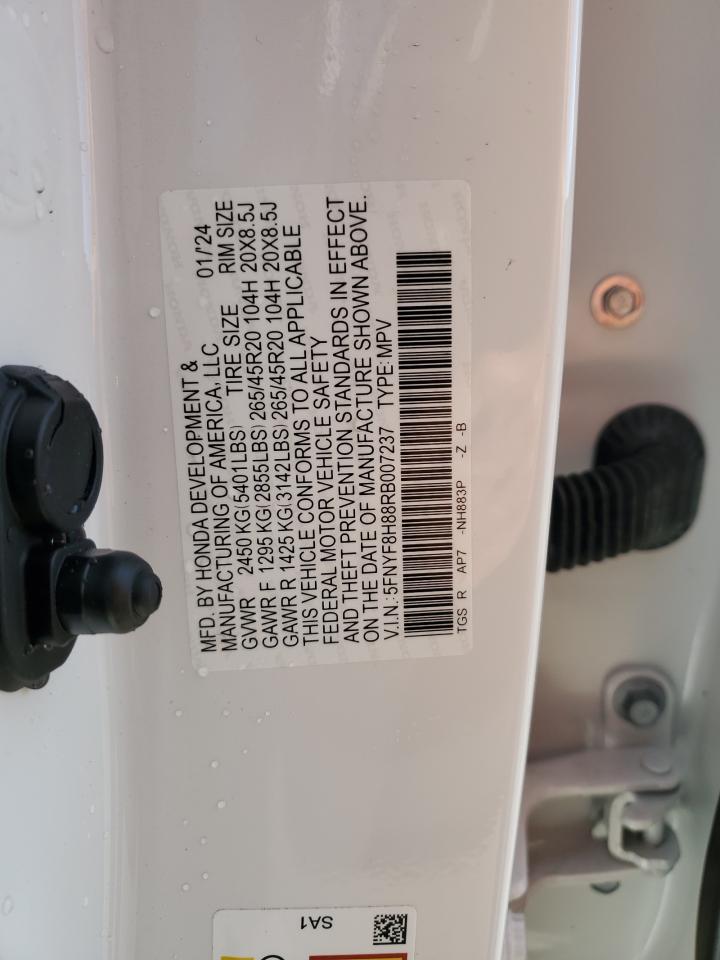 MFD. BY HONDA DEVELOPMENT &
MANUFACTURING OF AMERICA, LLC 01/'24
GVWR 2450 KG(5401LBS) TIRE SIZE RIM SIZE
GAWR F 1295 KG(2855LBS) 265/45R20 104H 20X8.5J
GAWR R 1425 KG(3142LBS) 265/45R20 104H 20X8.5J
THIS VEHICLE CONFORMS TO ALL APPLICABLE
FEDERAL MOTOR VEHICLE SAFETY
AND THEFT PREVENTION STANDARDS IN EFFECT
ON THE DATE OF MANUFACTURE SHOWN ABOVE.
V.I.N.: 5FNYF8H88RB007237 TYPE: MPV
TGS R AP7 -NH883P -Z -B
SA1